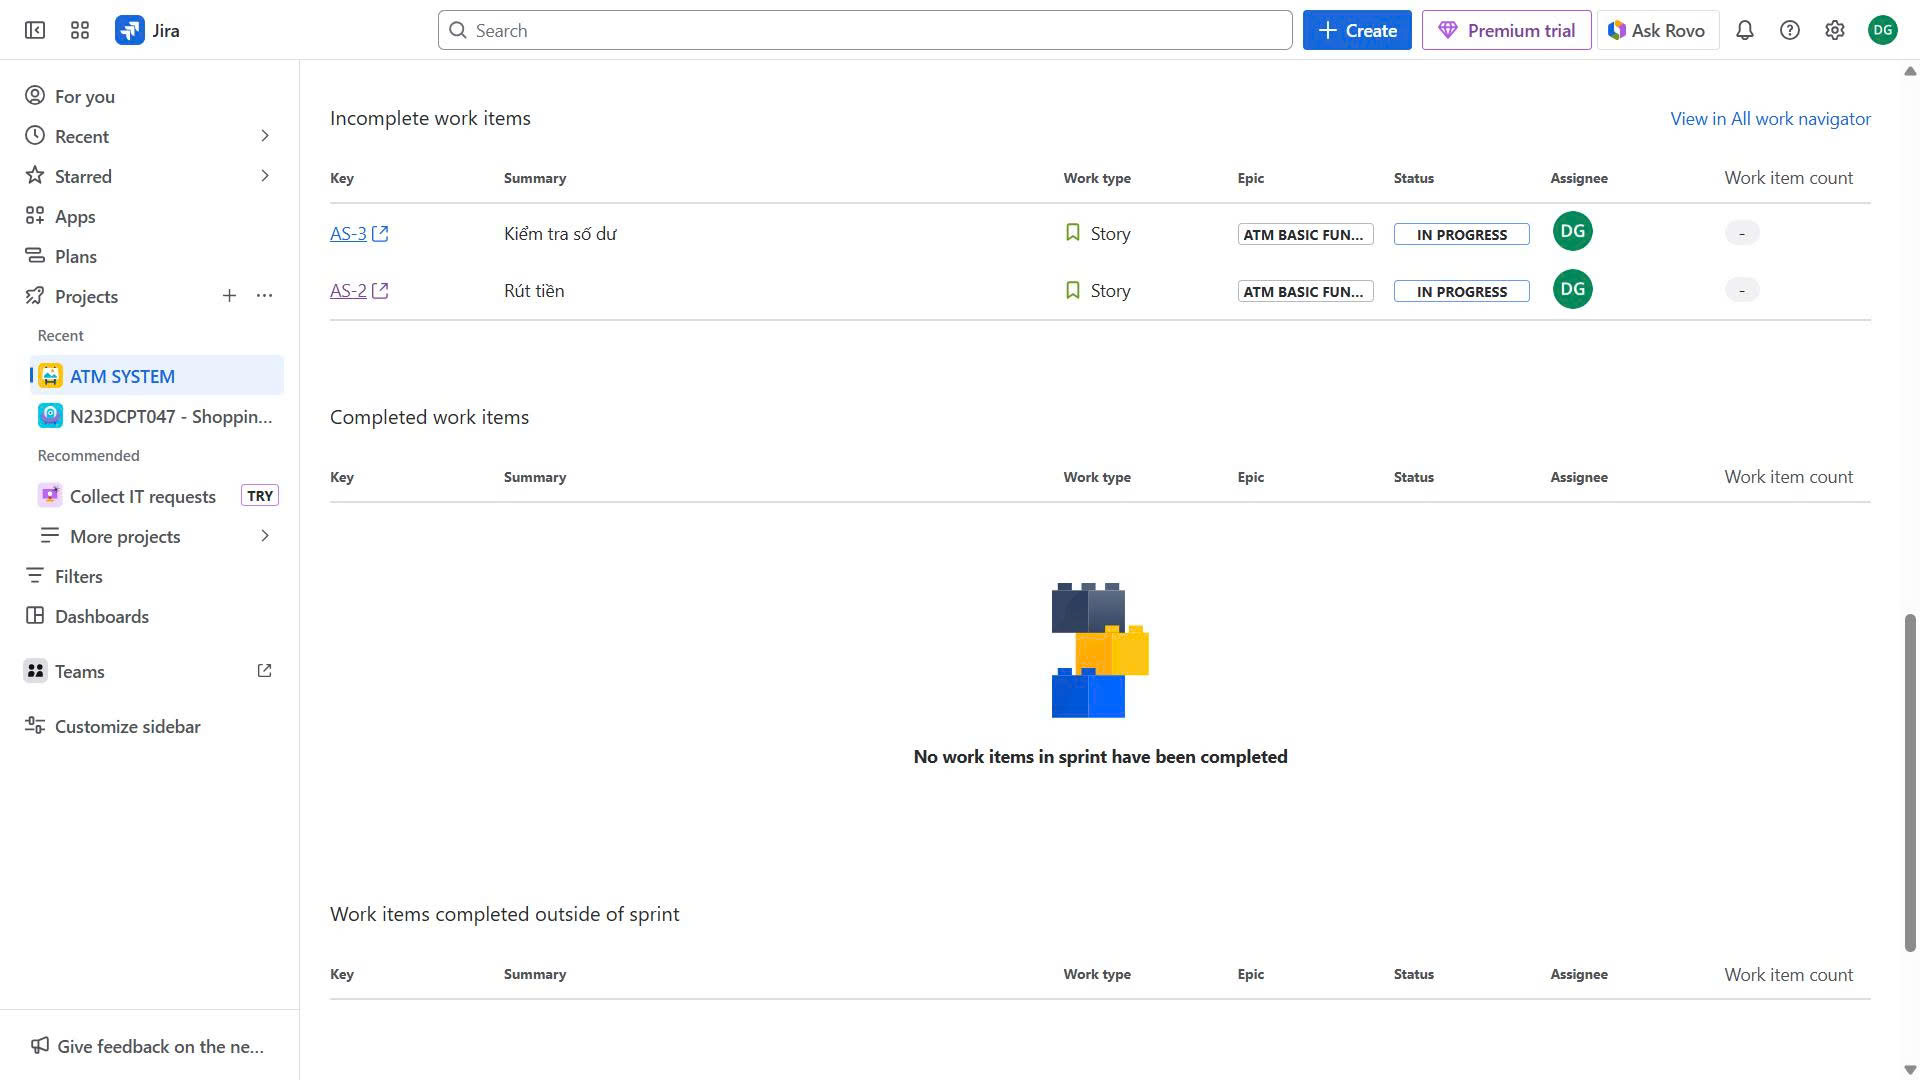 Jira
Search
Create
Premium trial
Ask Rovo
DG
For you
Recent
Starred
Apps
Plans
Projects
Recent
ATM SYSTEM
N23DCPT047 - Shoppin...
Recommended
Collect IT requests TRY
More projects
Filters
Dashboards
Teams
Customize sidebar
Give feedback on the ne...
Incomplete work items
View in All work navigator
Key Summary Work type Epic Status Assignee Work item count
AS-3 Kiểm tra số dư Story ATM BASIC FUN... IN PROGRESS DG -
AS-2 Rút tiền Story ATM BASIC FUN... IN PROGRESS DG -
Completed work items
Key Summary Work type Epic Status Assignee Work item count
No work items in sprint have been completed
Work items completed outside of sprint
Key Summary Work type Epic Status Assignee Work item count